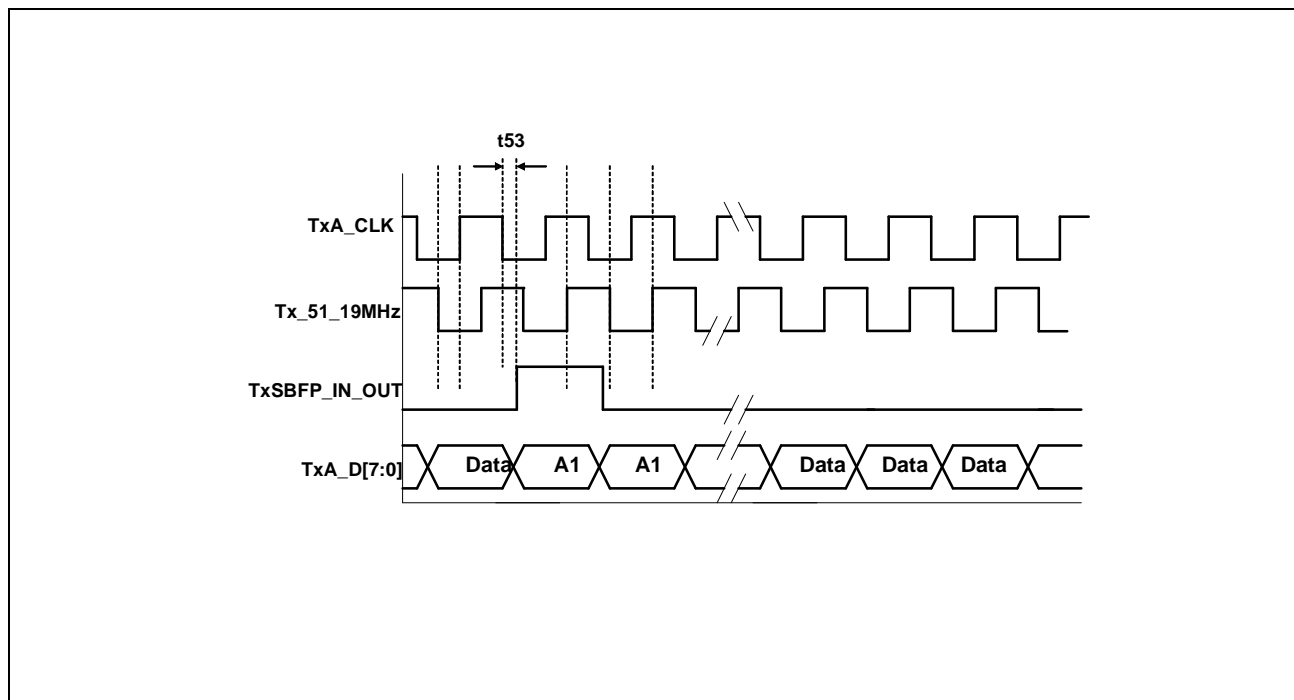 t53
TxA_CLK
Tx_51_19MHz
TxSBFP_IN_OUT
TxA_D[7:0]
Data A1 A1 Data Data Data